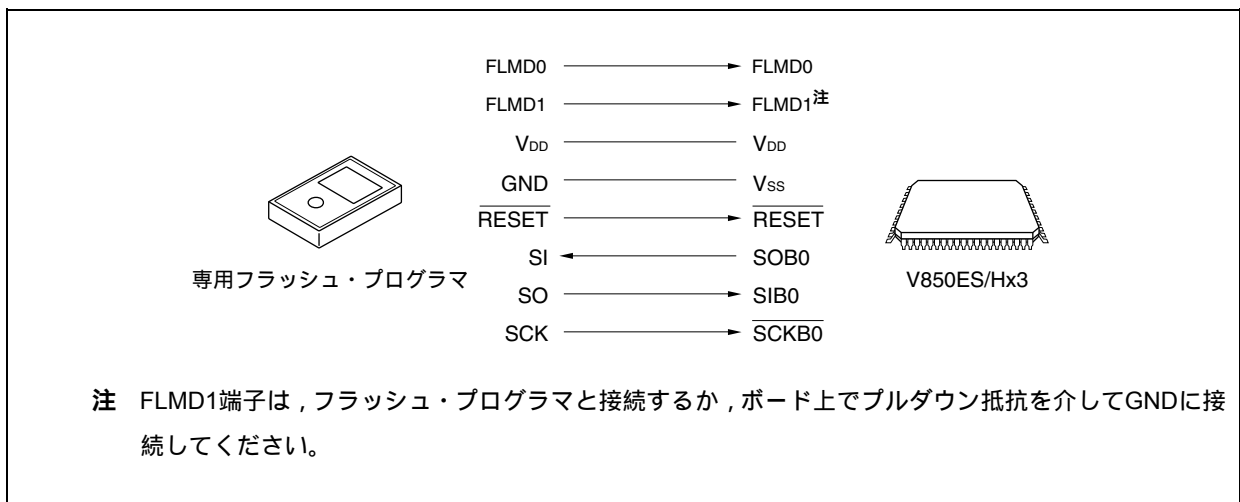 FLMD0 FLMD0
FLMD1 FLMD1注
VDD VDD
GND VSS
RESET RESET
SI SOB0
SO SIB0
SCK SCKB0
専用フラッシュ・プログラマ
V850ES/Hx3
注 FLMD1端子は,フラッシュ・プログラマと接続するか,ボード上でプルダウン抵抗を介してGNDに接
続してください。